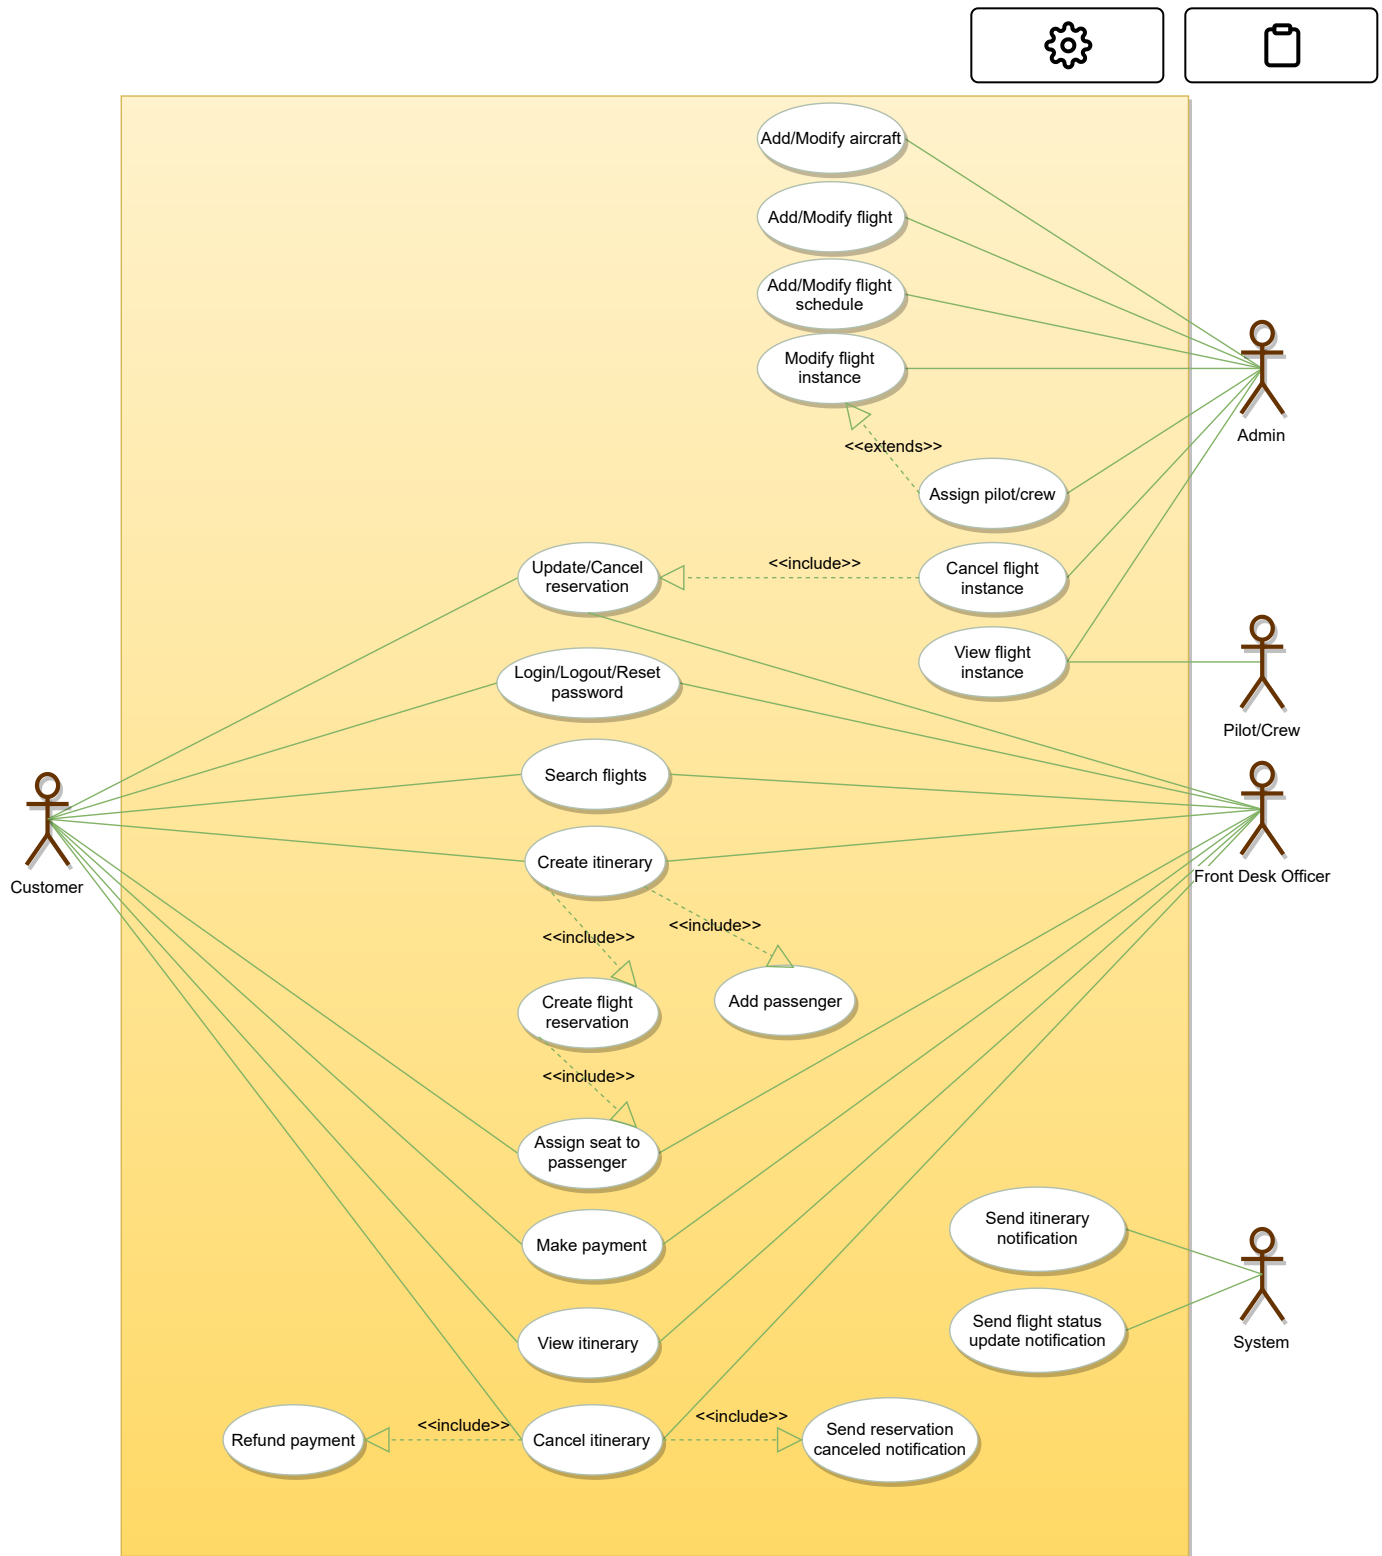 Add/Modify aircraft
Add/Modify flight
Add/Modify flight
schedule
Modify flight
instance
Admin
<<extends>>
Assign pilot/crew
Update/Cancel
reservation
<<include>>
Cancel flight
instance
View flight
instance
Login/Logout/Reset
password
Pilot/Crew
Search flights
Create itinerary
Customer
Front Desk Officer
<<include>>
<<include>>
Create flight
reservation
Add passenger
<<include>>
Assign seat to
passenger
Make payment
Send itinerary
notification
View itinerary
Send flight status
update notification
System
Refund payment
<<include>>
Cancel itinerary
<<include>>
Send reservation
canceled notification